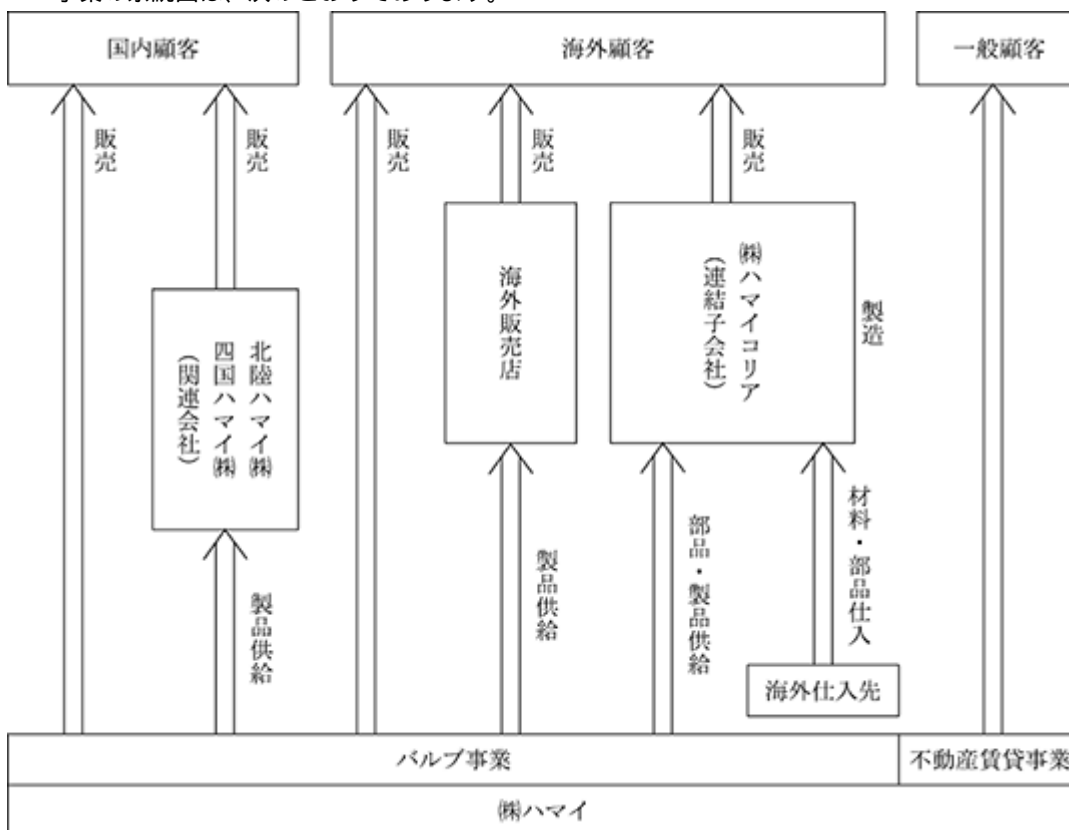 事業の系統図は、次のとおりであります。
国内顧客
海外顧客
一般顧客
販売
販売
販売
販売
販売
北陸ハマイ㈱
四国ハマイ㈱
(関連会社)
海外販売店
㈱ハマイコリア
(連結子会社)
製造
製品供給
製品供給
部品・製品供給
材料・部品仕入
海外仕入先
バルブ事業
不動産賃貸事業
㈱ハマイ